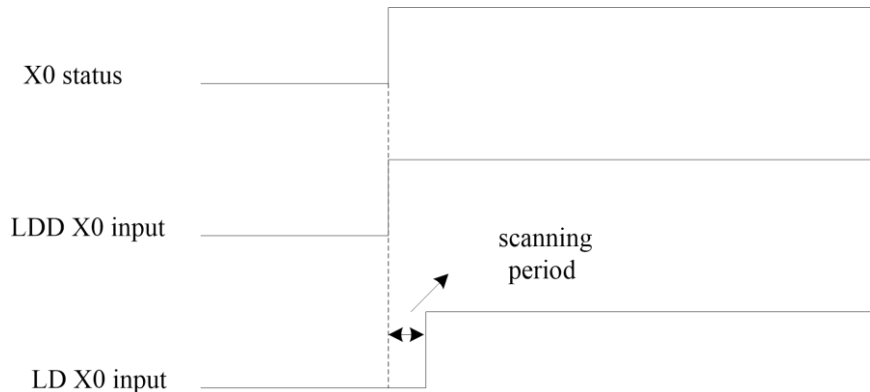 X0 status
LDD X0 input
scanning
period
LD X0 input